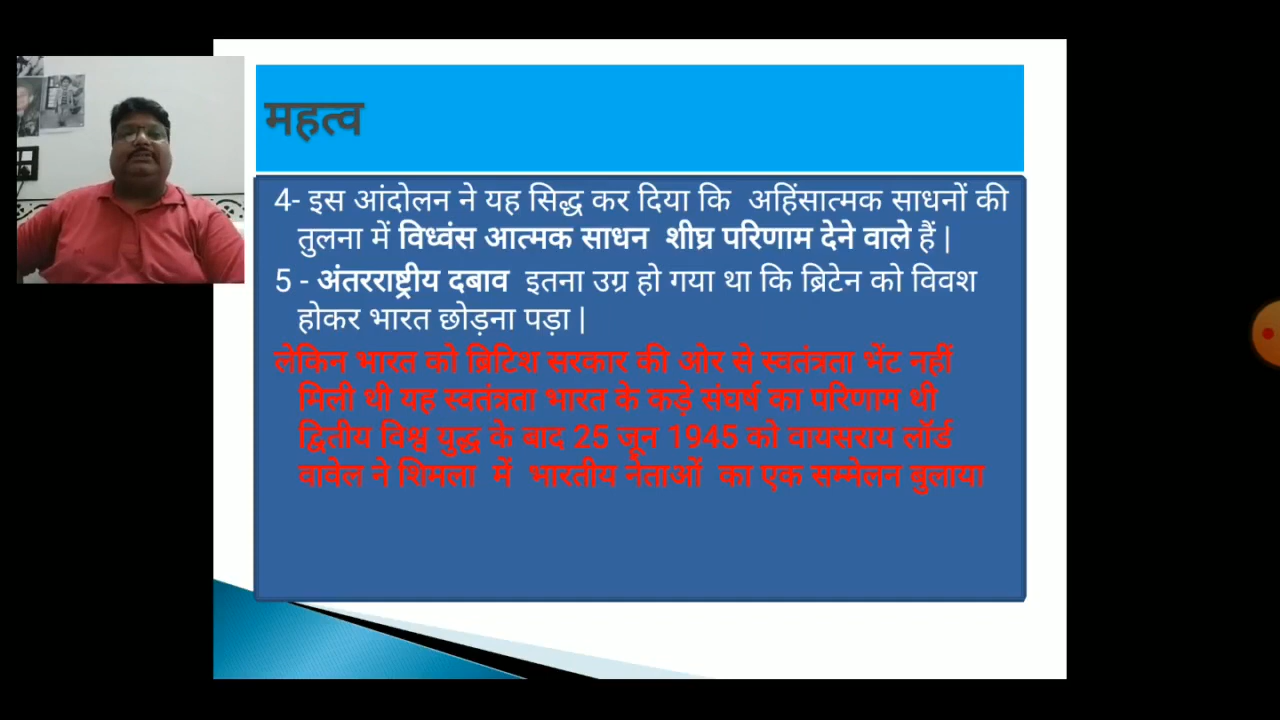 महत्व
4- इस आंदोलन ने यह सिद्ध कर दिया कि अहिंसात्मक साधनों की
तुलना में विध्वंस आत्मक साधन शीघ्र परिणाम देने वाले हैं |
5 - अंतरराष्ट्रीय दबाव इतना उग्र हो गया था कि ब्रिटेन को विवश
होकर भारत छोड़ना पड़ा |
लेकिन भारत को ब्रिटिश सरकार की ओर से स्वतंत्रता भेंट नहीं
मिली थी यह स्वतंत्रता भारत के कड़े संघर्ष का परिणाम थी
द्वितीय विश्व युद्ध के बाद 25 जून 1945 को वायसराय लॉर्ड
वावेल ने शिमला में भारतीय नेताओं का एक सम्मेलन बुलाया